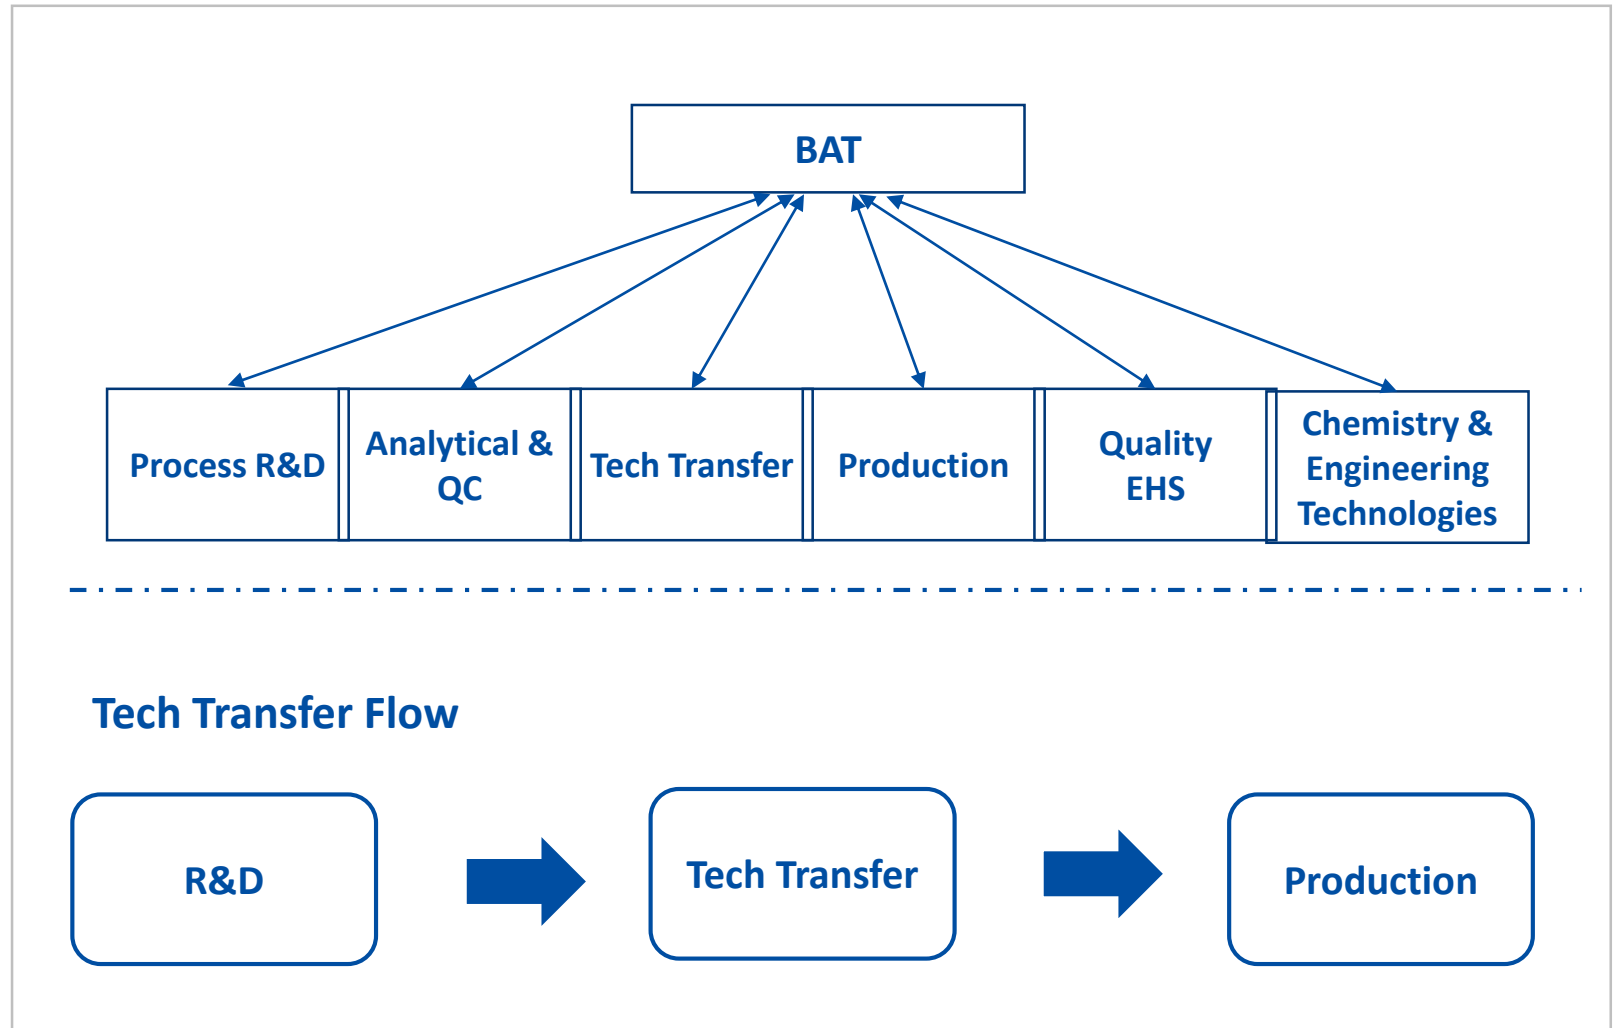 BAT
Process R&D
Analytical &
QC
Tech Transfer
Production
Quality
EHS
Chemistry &
Engineering
Technologies
Tech Transfer Flow
R&D
Tech Transfer
Production